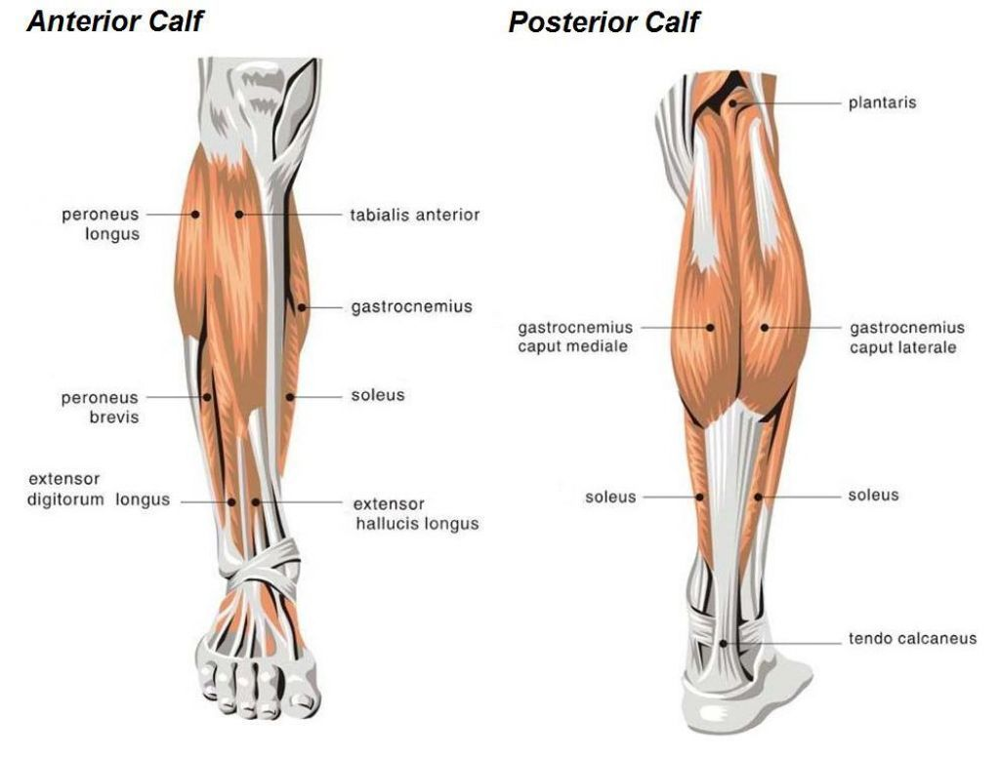 Anterior Calf
peroneus
longus
tabialis anterior
gastrocnemius
peroneus
brevis
soleus
extensor
digitorum longus
extensor
hallucis longus
Posterior Calf
plantaris
gastrocnemius
caput mediale
gastrocnemius
caput laterale
soleus
soleus
tendo calcaneus